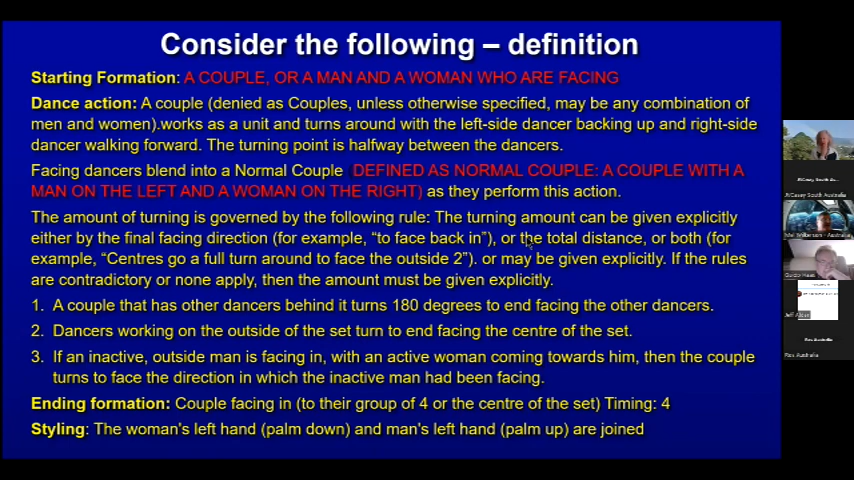 Consider the following – definition
Starting Formation: A COUPLE, OR A MAN AND A WOMAN WHO ARE FACING
Dance action: A couple (denied as Couples, unless otherwise specified, may be any combination of
men and women).works as a unit and turns around with the left-side dancer backing up and right-side
dancer walking forward. The turning point is halfway between the dancers.
Facing dancers blend into a Normal Couple DEFINED AS NORMAL COUPLE: A COUPLE WITH A
MAN ON THE LEFT AND A WOMAN ON THE RIGHT) as they perform this action.
The amount of turning is governed by the following rule: The turning amount can be given explicitly
either by the final facing direction (for example, “to face back in”), or the total distance, or both (for
example, “Centres go a full turn around to face the outside 2”). or may be given explicitly. If the rules
are contradictory or none apply, then the amount must be given explicitly.
1. A couple that has other dancers behind it turns 180 degrees to end facing the other dancers.
2. Dancers working on the outside of the set turn to end facing the centre of the set.
3. If an inactive, outside man is facing in, with an active woman coming towards him, then the couple
turns to face the direction in which the inactive man had been facing.
Ending formation: Couple facing in (to their group of 4 or the centre of the set) Timing: 4
Styling: The woman's left hand (palm down) and man's left hand (palm up) are joined
South Au...
South Australia
- Australia
Jeff
Australia
Australia